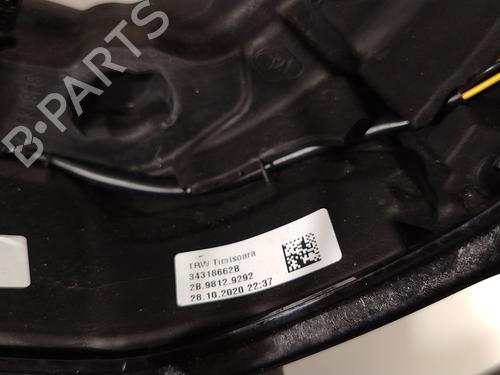 B-PARTS
TRW Timisoara
34318662B
2B.9812.9292
28.10.2020 22:37